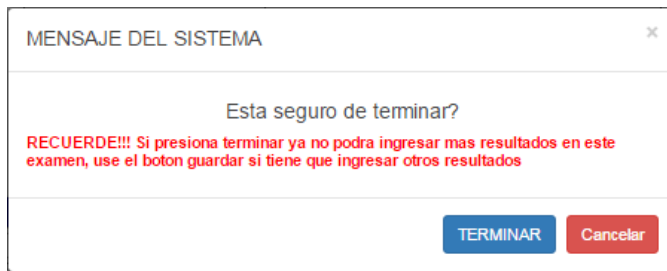 MENSAJE DEL SISTEMA
×
Esta seguro de terminar?
RECUERDE!!! Si presiona terminar ya no podra ingresar mas resultados en este
examen, use el boton guardar si tiene que ingresar otros resultados
TERMINAR
Cancelar